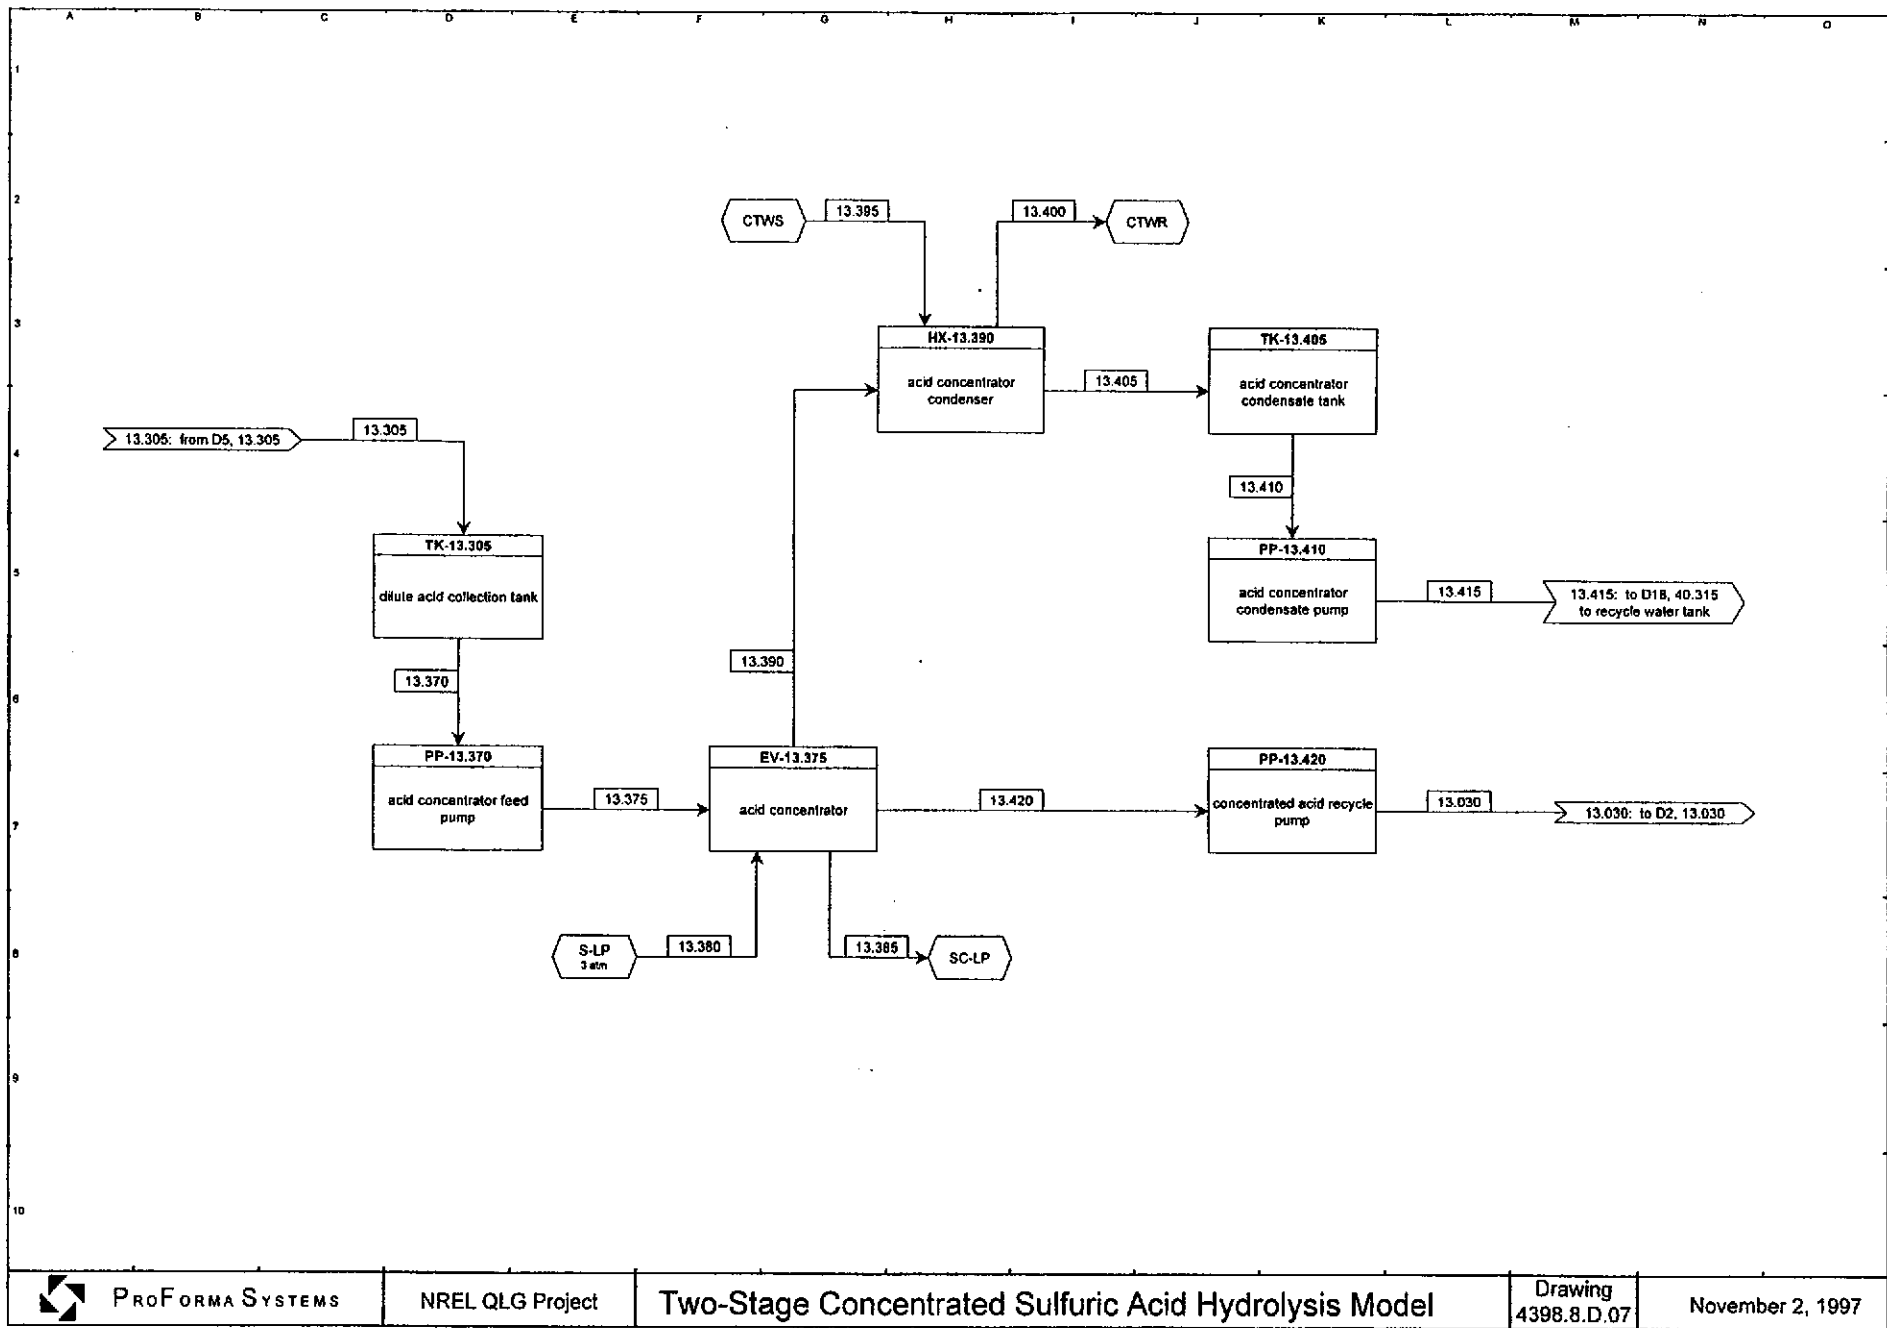 A B C D E F G H I J K L M N O
1
2
CTWS
13.395
13.400
CTWR
3
HX-13.390
acid concentrator
condenser
13.405
TK-13.405
acid concentrator
condensate tank
13.305: from D5, 13.305
13.305
4
13.410
TK-13.305
dilute acid collection tank
PP-13.410
acid concentrator
condensate pump
5
13.415
13.415: to D18, 40.315
to recycle water tank
13.390
13.370
6
PP-13.370
acid concentrator feed
pump
13.375
EV-13.375
acid concentrator
13.420
PP-13.420
concentrated acid recycle
pump
13.030
13.030: to D2, 13.030
7
S-LP
3 atm
13.380
13.385
SC-LP
8
9
10
PROFORMA SYSTEMS
NREL QLG Project
Two-Stage Concentrated Sulfuric Acid Hydrolysis Model
Drawing
4398.8.D.07
November 2, 1997